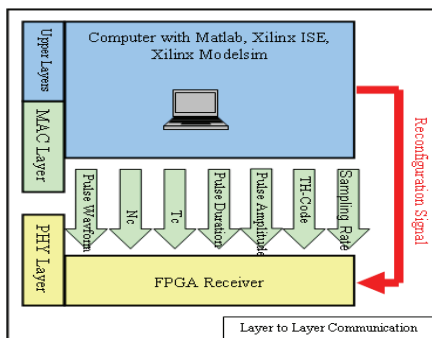 Computer with Matlab, Xilinx ISE,
Xilinx Modelsim
Upper Layers
MAC Layer
PHY Layer
Pulse Wavform
Nc
Tc
Pulse Duration
Pulse Amplitude
TH-Code
Sampling Rate
Reconfiguration Signal
FPGA Receiver
Layer to Layer Communication